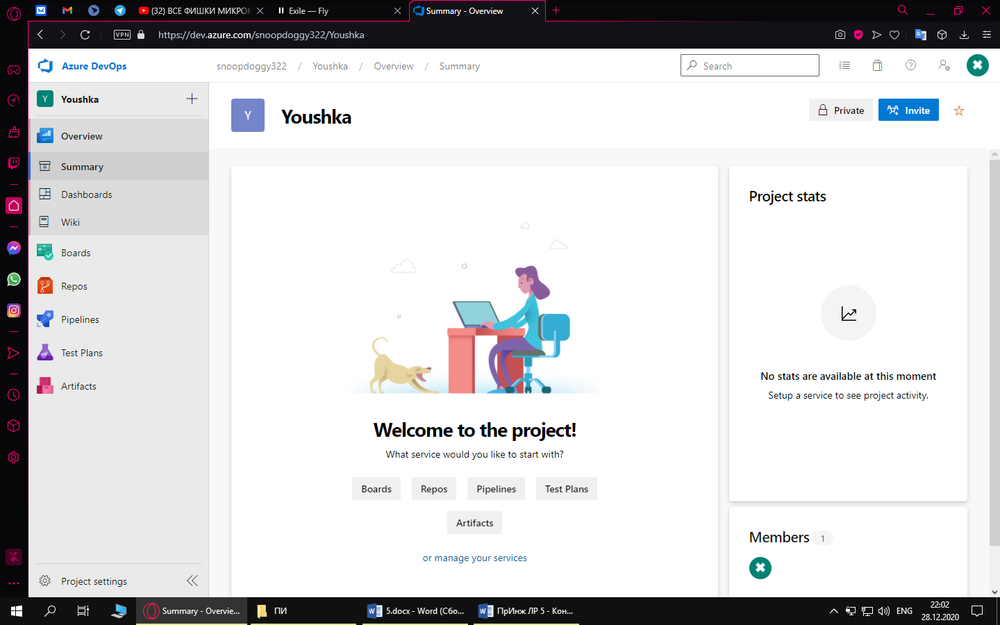 (32) ВСЕ ФИШКИ МИКРОК
Exile — Fly
Summary - Overview
VPN
https://dev.azure.com/snoopdoggy322/Youshka
Azure DevOps
snoopdoggy322 / Youshka / Overview / Summary
Search
Y
Youshka
Overview
Summary
Dashboards
Wiki
Boards
Repos
Pipelines
Test Plans
Artifacts
Project settings
Y
Youshka
Private
Invite
Welcome to the project!
What service would you like to start with?
Boards
Repos
Pipelines
Test Plans
Artifacts
or manage your services
Project stats
No stats are available at this moment
Setup a service to see project activity.
Members 1
Summary - Overvie...
ПИ
5.docx - Word (Сбо...
ПрИнж ЛР 5 - Кон...
ENG
22:02
28.12.2020